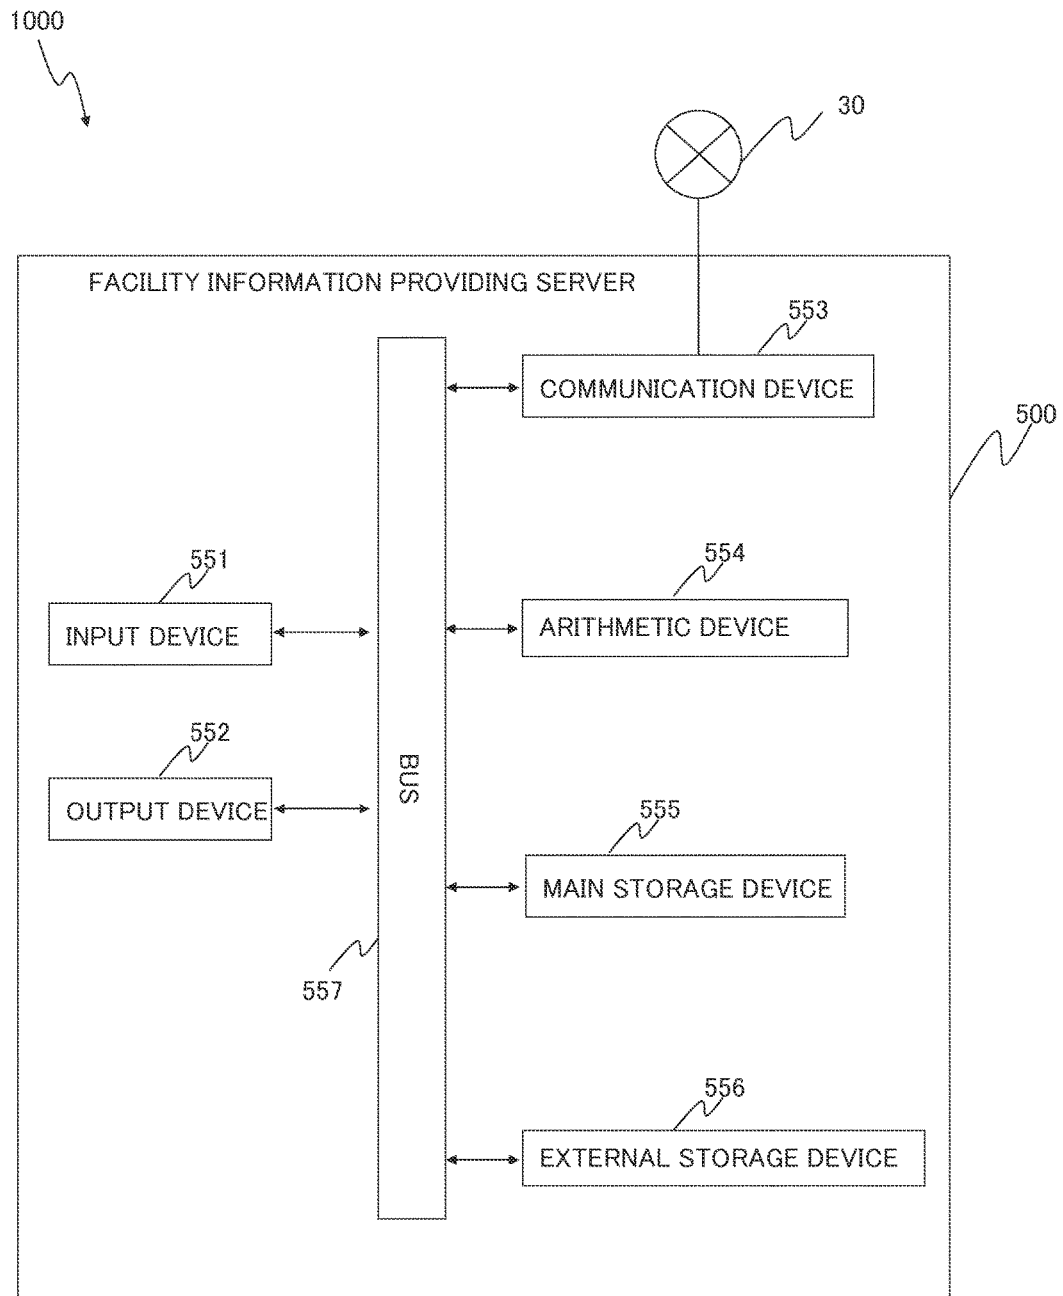 1000
30
FACILITY INFORMATION PROVIDING SERVER
553
COMMUNICATION DEVICE
500
551
INPUT DEVICE
554
ARITHMETIC DEVICE
552
OUTPUT DEVICE
BUS
555
MAIN STORAGE DEVICE
557
556
EXTERNAL STORAGE DEVICE